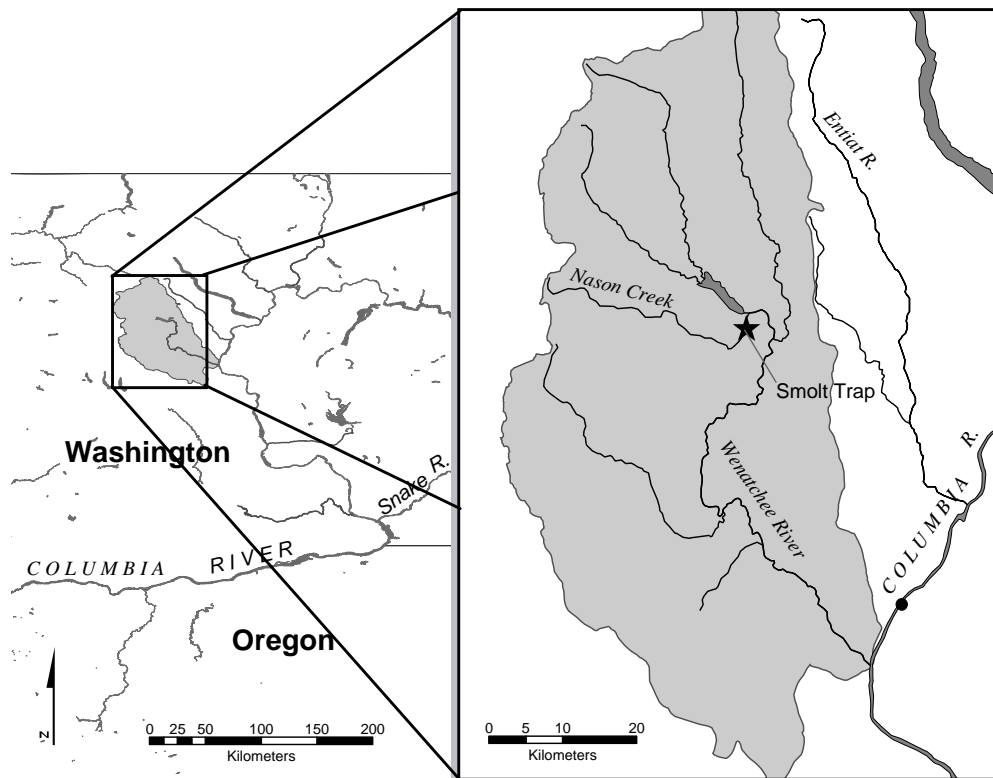 Washington
Snake R.
COLUMBIA RIVER
Oregon
N
0 25 50 100 150 200
Kilometers
Entiat R.
Nason Creek
Smolt Trap
Wenatchee River
COLUMBIA R.
0 5 10 20
Kilometers